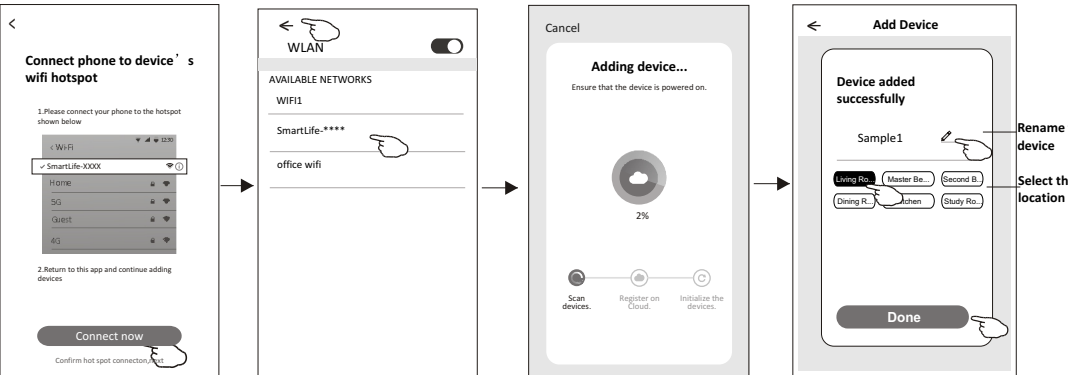 Connect phone to device's
wifi hotspot
1.Please connect your phone to the hotspot
shown below
12:30
< Wi-Fi
SmartLife-XXXX
Home
5G
Guest
4G
2.Return to this app and continue adding
devices
Connect now
Confirm hot spot connecton,next
WLAN
AVAILABLE NETWORKS
WIFI1
SmartLife-****
office wifi
Cancel
Adding device...
Ensure that the device is powered on.
2%
Scan
devices.
Register on
Cloud.
Initialize the
devices.
Add Device
Device added
successfully
Sample1
Living Ro...
Master Be...
Second B...
Dining R...
Study Ro...
Done
Rename
device
Select th
location